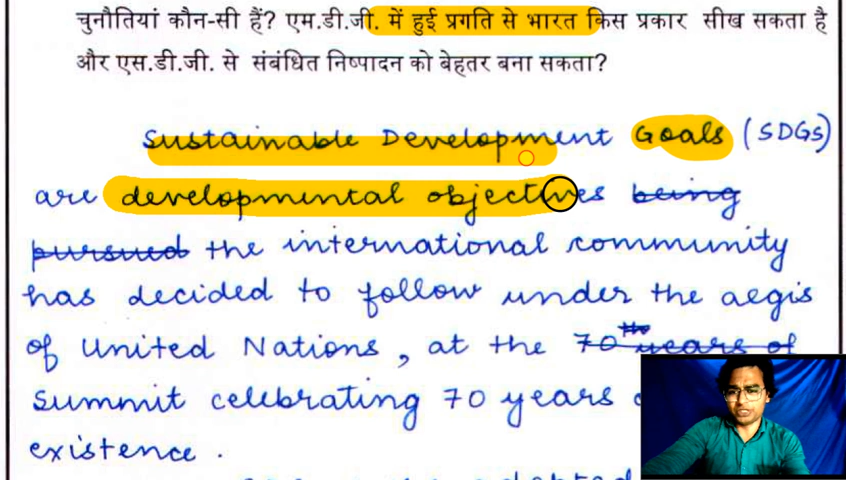 चुनौतियां कौन-सी हैं? एम.डी.जी. में हुई प्रगति से भारत किस प्रकार सीख सकता है
और एस.डी.जी. से संबंधित निष्पादन को बेहतर बना सकता?
Sustainable Development Goals (SDGs)
are developmental objectives being
pursued the international community
has decided to follow under the aegis
of United Nations, at the 70th years of
summit celebrating 70 years
existence.
adopted